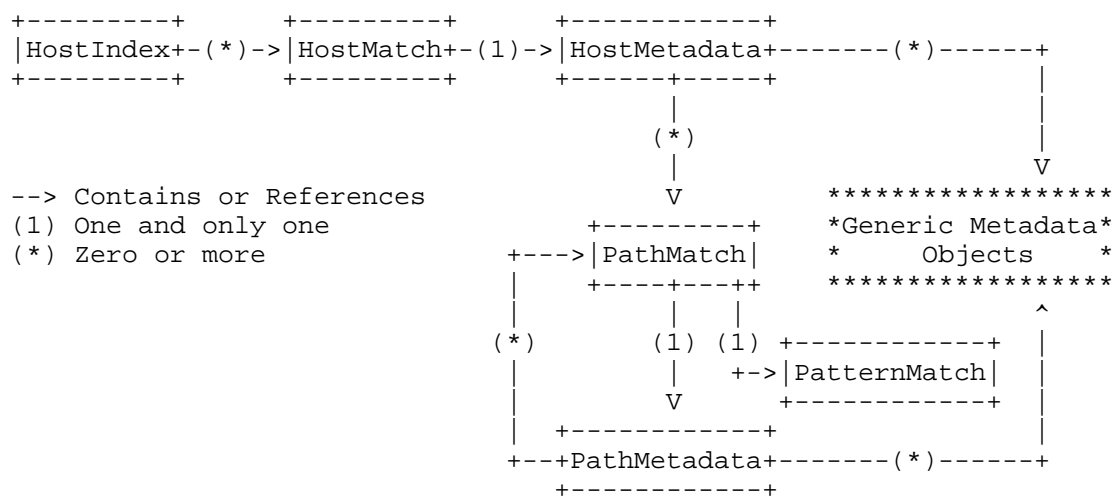 +---------+     +---------+       +------------+
|HostIndex+-(*)->|HostMatch+-(1)->|HostMetadata+-------(*)------+
+---------+     +---------+       +------+-----+                |
                                         |                      |
                                        (*)                     |
                                         |                      V
--> Contains or References               V             ******************
(1) One and only one                +---------+        *Generic Metadata*
(*) Zero or more              +--->|PathMatch|        *     Objects    *
                              |     +----+---++        ******************
                              |          |   |                  ^
                             (*)        (1) (1) +------------+  |
                              |          |   +->|PatternMatch|  |
                              |          V      +------------+  |
                              |   +------------+                |
                              +--+PathMetadata+-------(*)------+
                                  +------------+